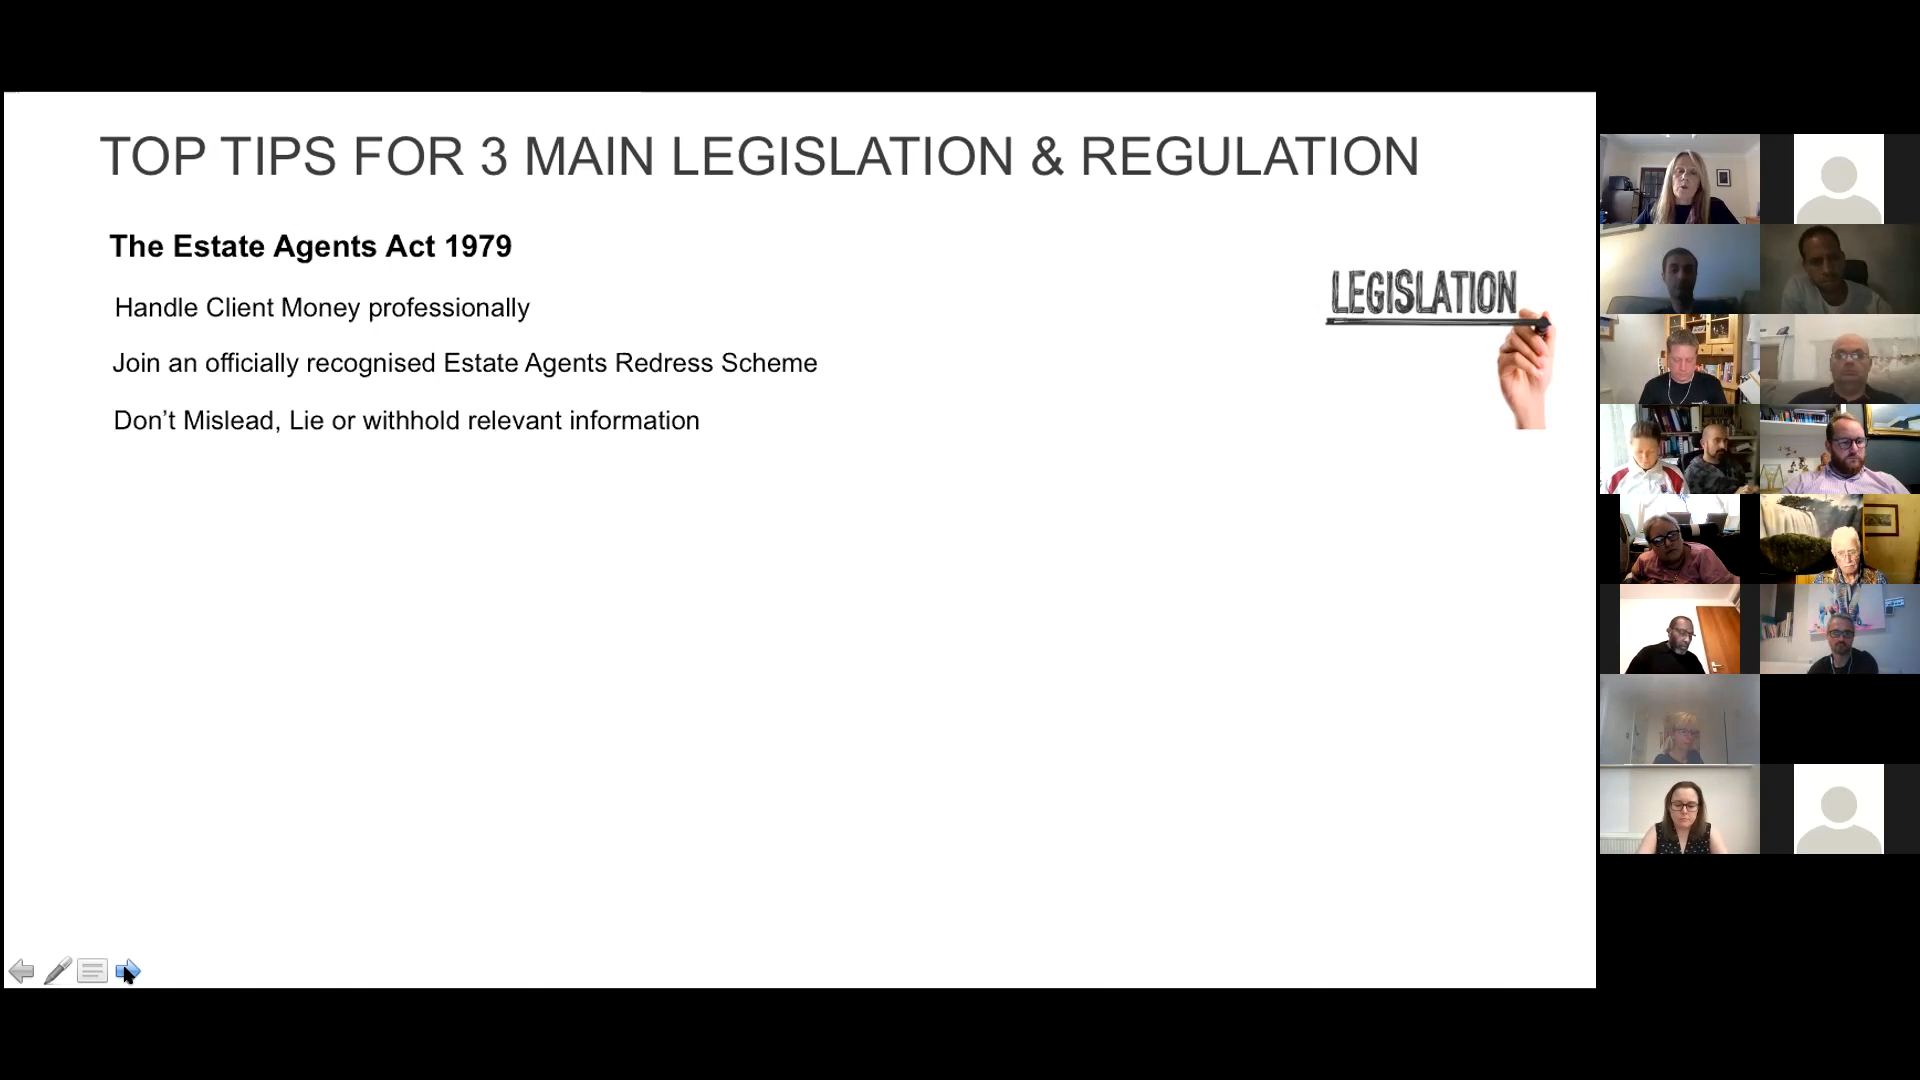 TOP TIPS FOR 3 MAIN LEGISLATION & REGULATION
The Estate Agents Act 1979
Handle Client Money professionally
Join an officially recognised Estate Agents Redress Scheme
Don’t Mislead, Lie or withhold relevant information
LEGISLATION